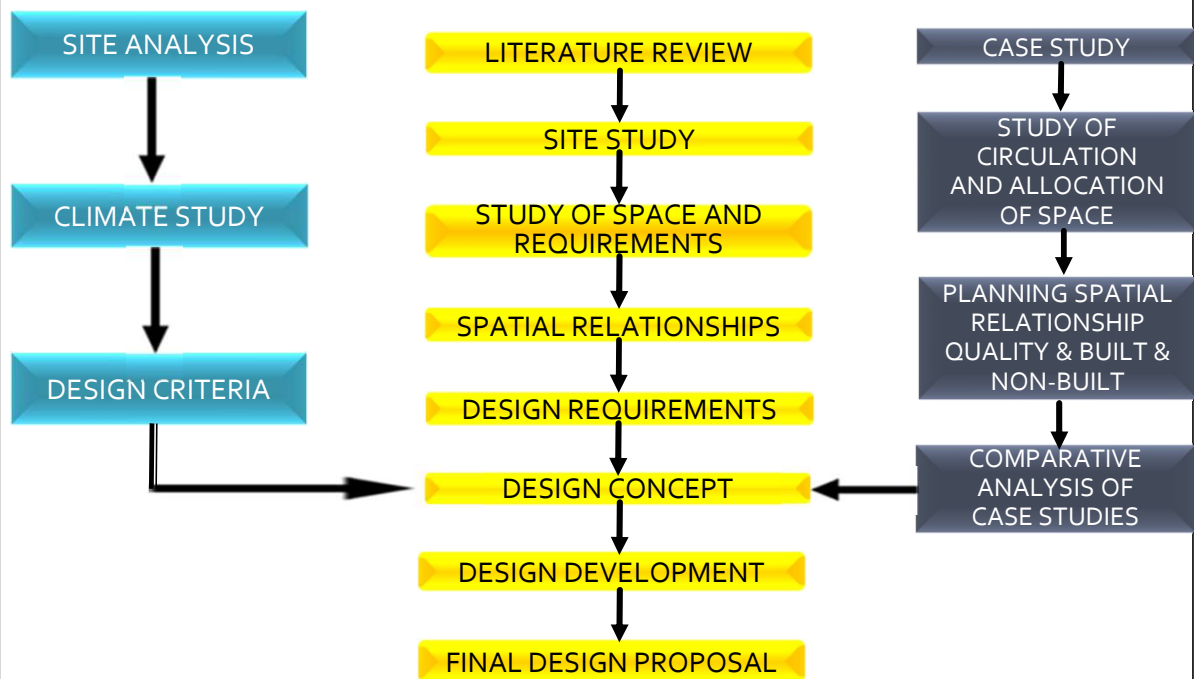 SITE ANALYSIS
CLIMATE STUDY
DESIGN CRITERIA
LITERATURE REVIEW
SITE STUDY
STUDY OF SPACE AND
REQUIREMENTS
SPATIAL RELATIONSHIPS
DESIGN REQUIREMENTS
DESIGN CONCEPT
DESIGN DEVELOPMENT
FINAL DESIGN PROPOSAL
CASE STUDY
STUDY OF
CIRCULATION
AND ALLOCATION
OF SPACE
PLANNING SPATIAL
RELATIONSHIP
QUALITY & BUILT &
NON-BUILT
COMPARATIVE
ANALYSIS OF
CASE STUDIES